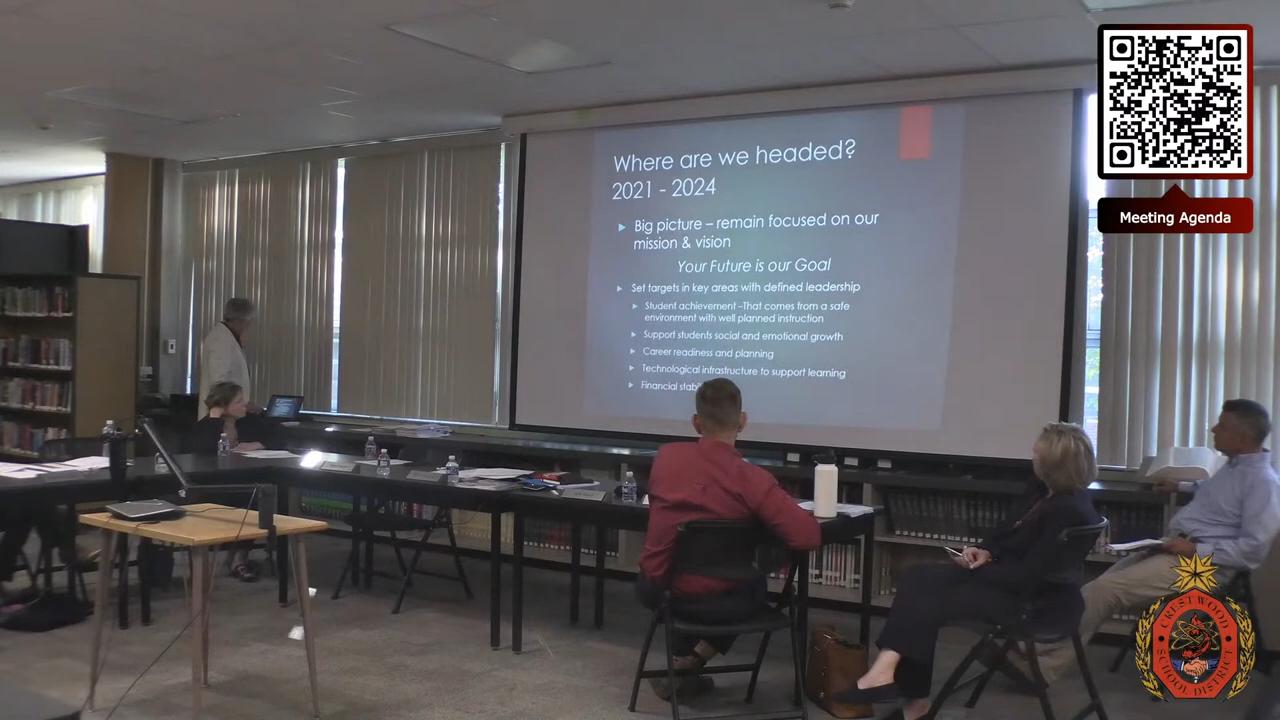 Where are we headed?
2021 - 2024
Big picture – remain focused on our
mission & vision
Your Future is our Goal
Set targets in key areas with defined leadership
Student achievement –That comes from a safe
environment with well planned instruction
Support students social and emotional growth
Career readiness and planning
Technological infrastructure to support learning
Financial
Meeting Agenda
CRESTWOOD
SCHOOL DISTRICT